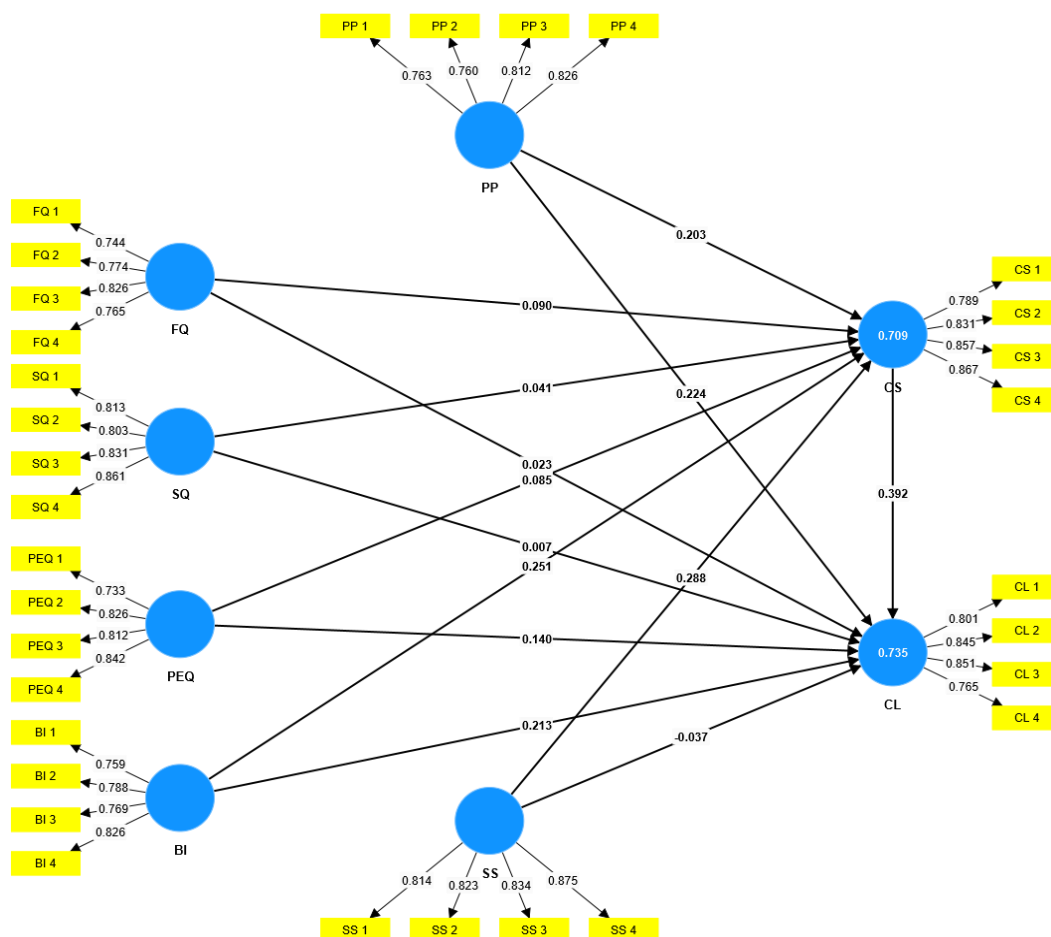 PP 1 PP 2 PP 3 PP 4
0.763 0.760 0.812 0.826
PP
FQ 1
FQ 2
FQ 3
FQ 4
0.744
0.774
0.826
0.765
FQ
SQ 1
SQ 2
SQ 3
SQ 4
0.813
0.803
0.831
0.861
SQ
PEQ 1
PEQ 2
PEQ 3
PEQ 4
0.733
0.826
0.812
0.842
PEQ
BI 1
BI 2
BI 3
BI 4
0.759
0.788
0.769
0.826
BI
0.203
0.090
0.041
0.224
0.023
0.085
0.007
0.251
0.288
0.140
0.213
-0.037
0.392
0.709
CS
0.789
0.831
0.857
0.867
CS 1
CS 2
CS 3
CS 4
0.735
CL
0.801
0.845
0.851
0.765
CL 1
CL 2
CL 3
CL 4
SS
0.814 0.823 0.834 0.875
SS 1 SS 2 SS 3 SS 4